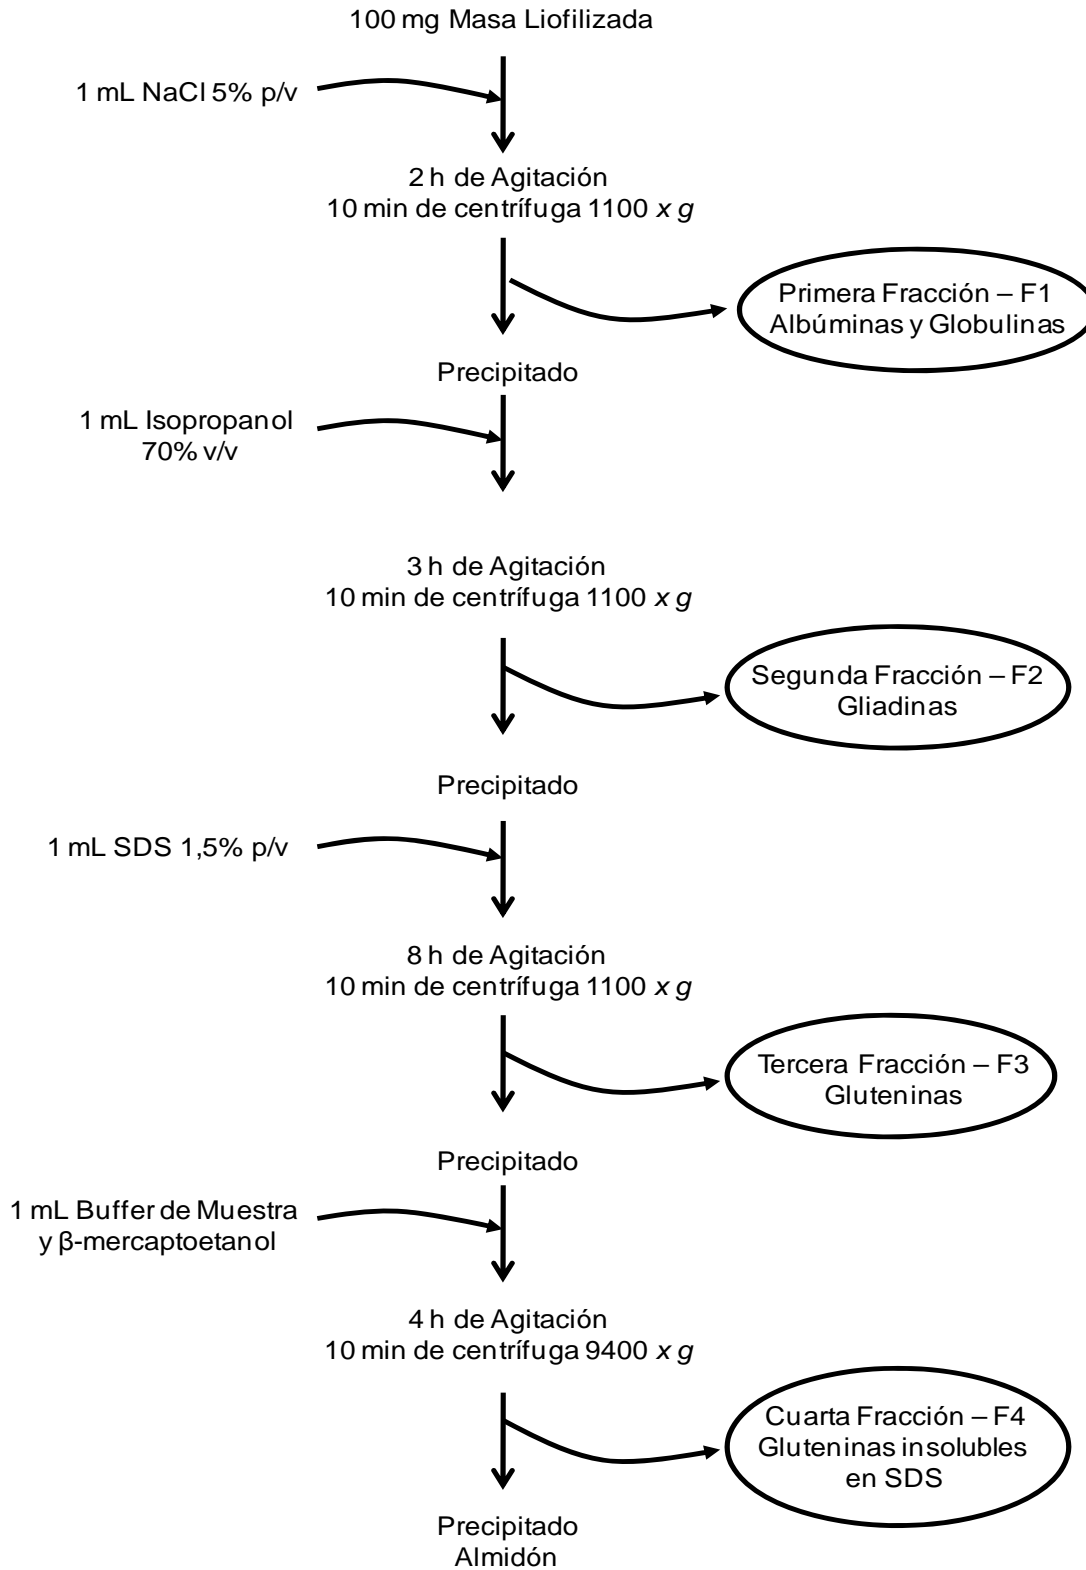 100 mg Masa Liofilizada
1 mL NaCl 5% p/v
2 h de Agitación
10 min de centrífuga 1100 x g
Primera Fracción – F1
Albúminas y Globulinas
Precipitado
1 mL Isopropanol
70% v/v
3 h de Agitación
10 min de centrífuga 1100 x g
Segunda Fracción – F2
Gliadinas
Precipitado
1 mL SDS 1,5% p/v
8 h de Agitación
10 min de centrífuga 1100 x g
Tercera Fracción – F3
Gluteninas
Precipitado
1 mL Buffer de Muestra
y β-mercaptoetanol
4 h de Agitación
10 min de centrífuga 9400 x g
Cuarta Fracción – F4
Gluteninas insolubles
en SDS
Precipitado
Almidón